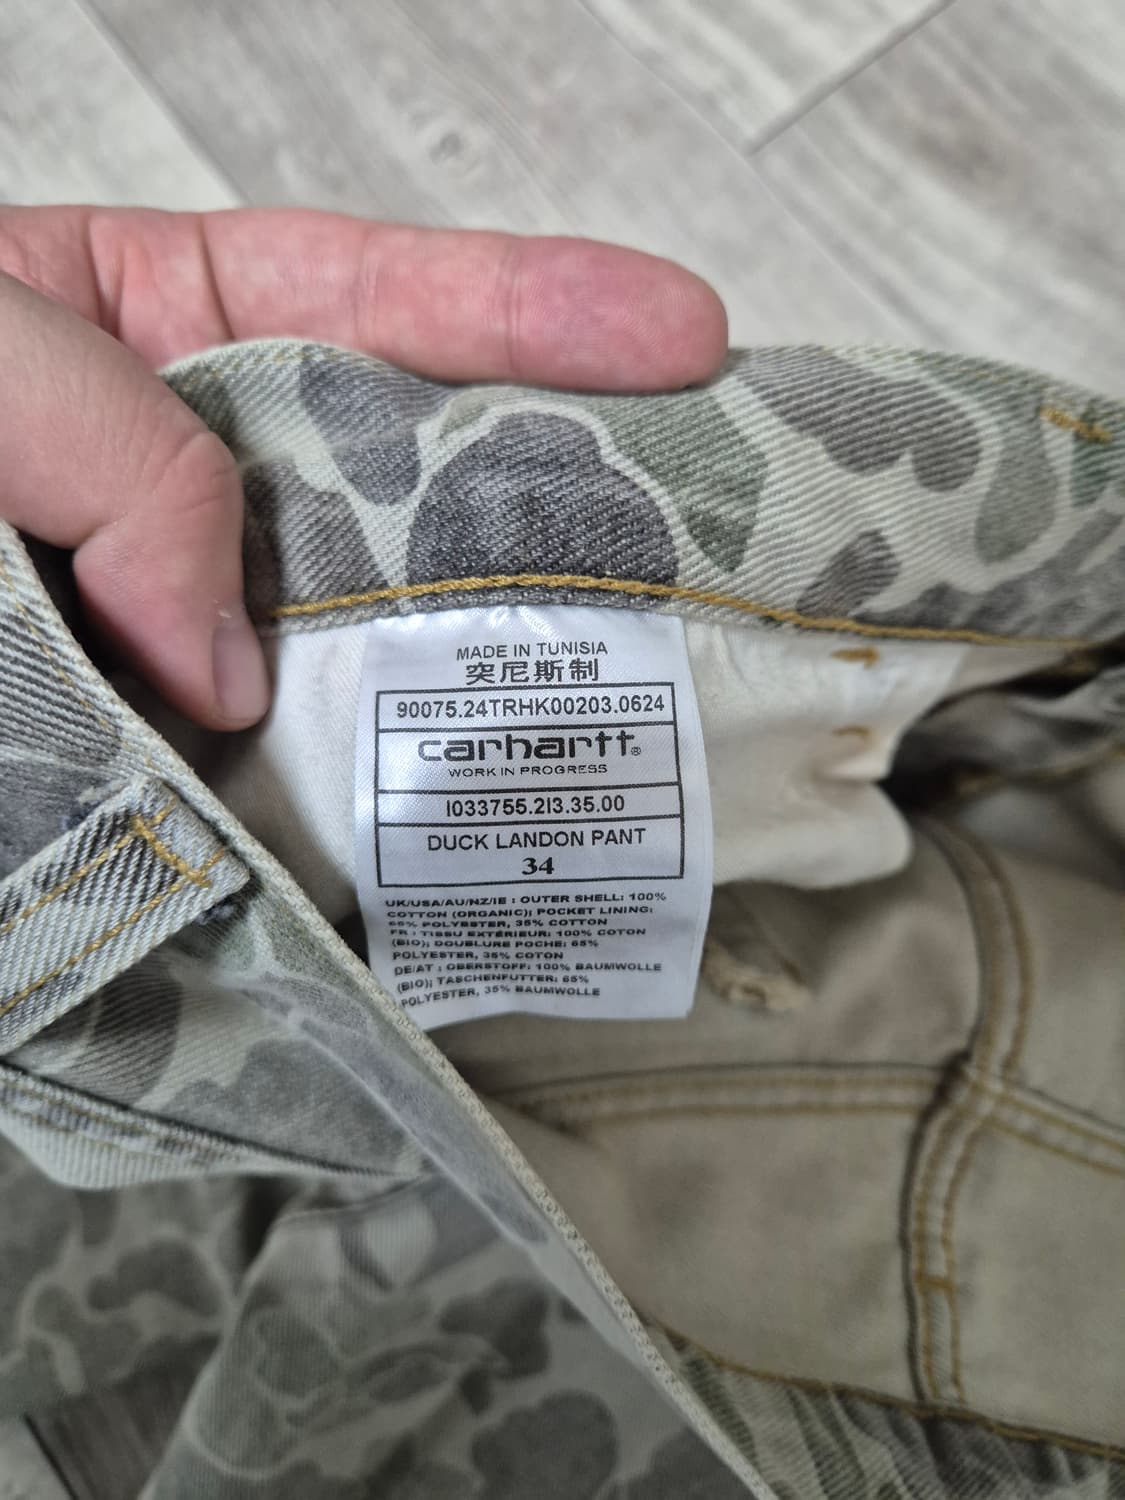 MADE IN TUNISIA
突尼斯制
90075.24TRHK00203.0624
carhartt®
WORK IN PROGRESS
I033755.2I3.35.00
DUCK LANDON PANT
34
UK/USA/AU/NZ/IE : OUTER SHELL: 100%
COTTON (ORGANIC); POCKET LINING:
65% POLYESTER, 35% COTTON
FR : TISSU EXTÉRIEUR: 100% COTON
(BIO); DOUBLURE POCHE: 65%
POLYESTER, 35% COTON
DE/AT : OBERSTOFF: 100% BAUMWOLLE
(BIO); TASCHENFUTTER: 65%
POLYESTER, 35% BAUMWOLLE